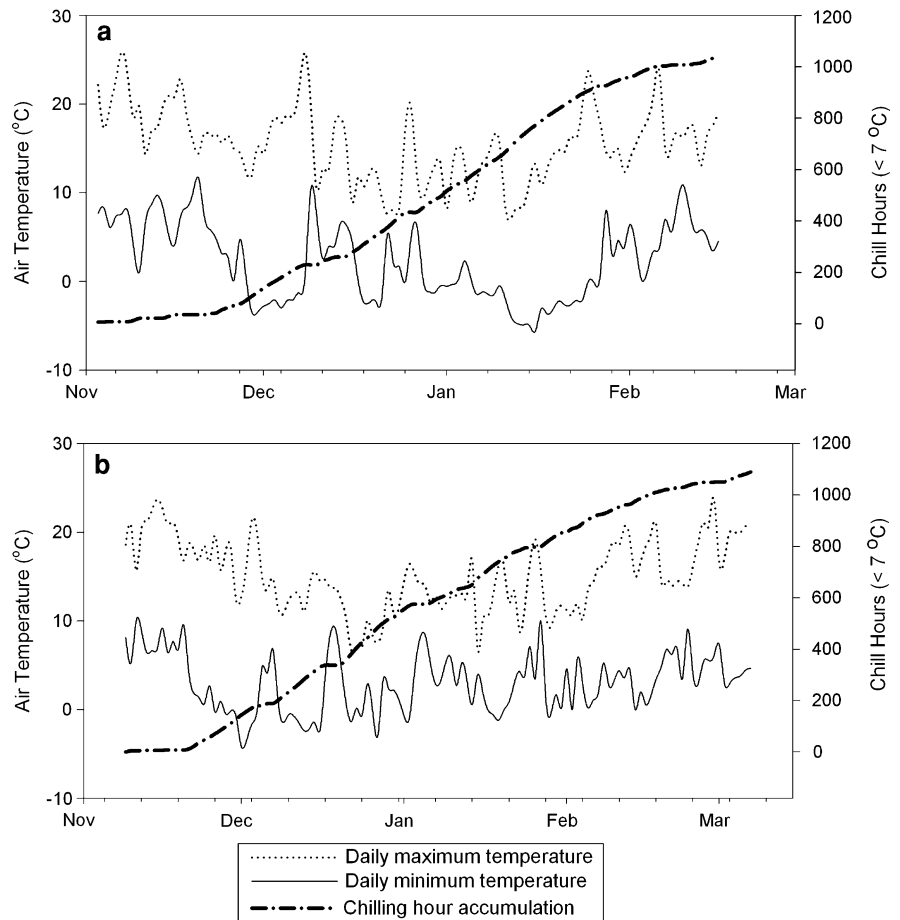 a
30
20
10
0
-10
Air Temperature (°C)
1200
1000
800
600
400
200
0
Chill Hours (< 7 °C)
Nov Dec Jan Feb Mar
b
30
20
10
0
-10
Air Temperature (°C)
1200
1000
800
600
400
200
0
Chill Hours (< 7 °C)
Nov Dec Jan Feb Mar
Daily maximum temperature
Daily minimum temperature
Chilling hour accumulation